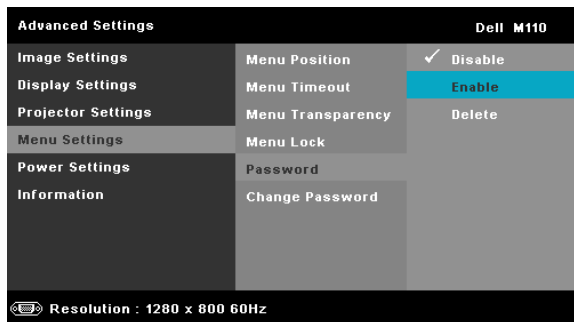 Advanced Settings Dell M110
Image Settings
Display Settings
Projector Settings
Menu Settings
Power Settings
Information
Menu Position
Menu Timeout
Menu Transparency
Menu Lock
Password
Change Password
Disable
Enable
Delete
Resolution : 1280 x 800 60Hz